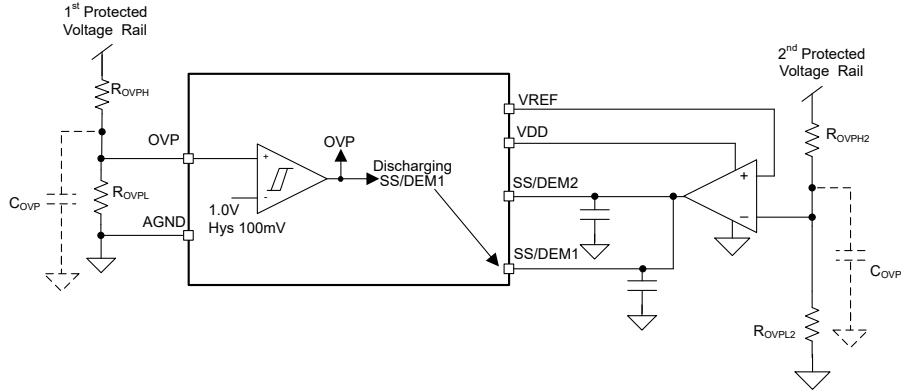 1st Protected
Voltage Rail
ROVPH
OVP
ROVPL
COVP
AGND
+
-
1.0V
Hys 100mV
OVP
Discharging
SS/DEM1
VREF
VDD
SS/DEM2
SS/DEM1
+
−
2nd Protected
Voltage Rail
ROVPH2
COVP
ROVPL2